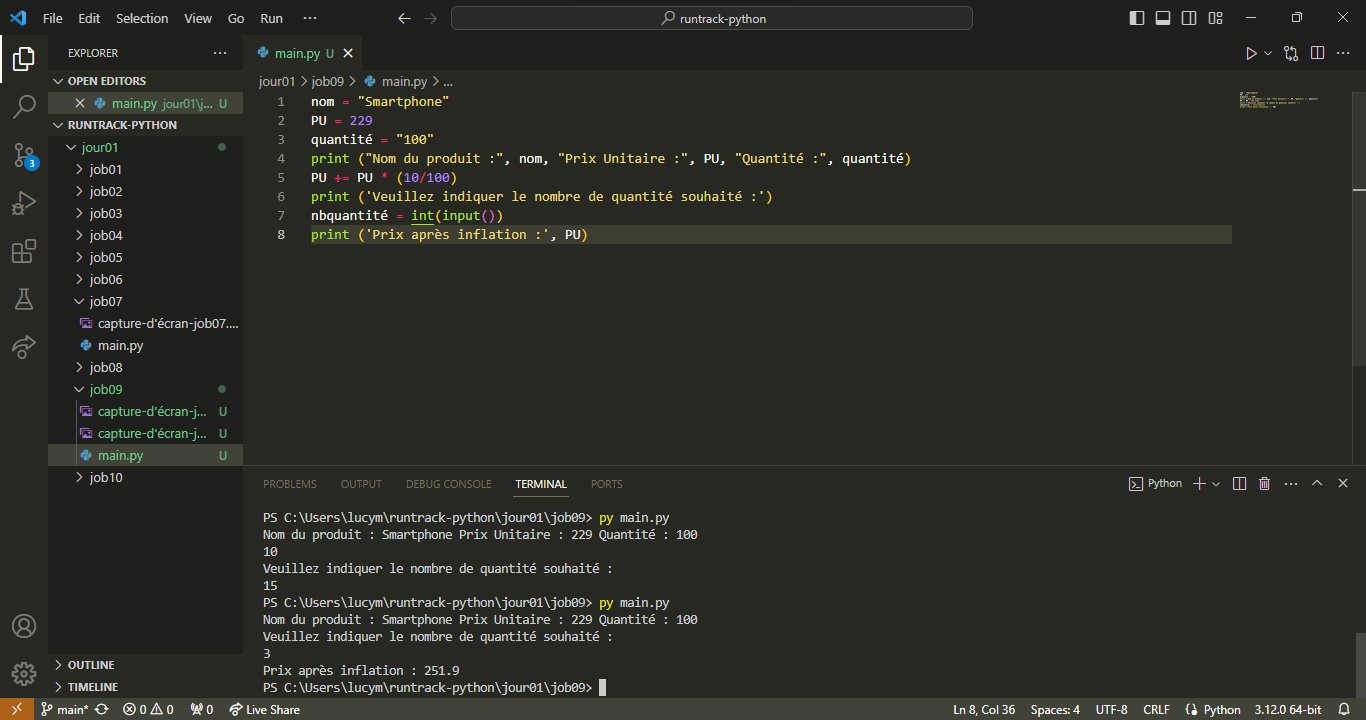 File Edit Selection View Go Run ··· runtrack-python
EXPLORER ···
OPEN EDITORS
main.py jour01\j... U
RUNTRACK-PYTHON
jour01
job01
job02
job03
job04
job05
job06
job07
capture-d'écran-job07....
main.py
job08
job09
capture-d'écran-j... U
capture-d'écran-j... U
main.py U
job10
OUTLINE
TIMELINE
3
main.py U
jour01 > job09 > main.py > ...
1 nom = "Smartphone"
2 PU = 229
3 quantité = "100"
4 print ("Nom du produit :", nom, "Prix Unitaire :", PU, "Quantité :", quantité)
5 PU += PU * (10/100)
6 print ('Veuillez indiquer le nombre de quantité souhaité :')
7 nbquantité = int(input())
8 print ('Prix après inflation :', PU)
PROBLEMS OUTPUT DEBUG CONSOLE TERMINAL PORTS Python
PS C:\Users\lucym\runtrack-python\jour01\job09> py main.py
Nom du produit : Smartphone Prix Unitaire : 229 Quantité : 100
10
Veuillez indiquer le nombre de quantité souhaité :
15
PS C:\Users\lucym\runtrack-python\jour01\job09> py main.py
Nom du produit : Smartphone Prix Unitaire : 229 Quantité : 100
Veuillez indiquer le nombre de quantité souhaité :
3
Prix après inflation : 251.9
PS C:\Users\lucym\runtrack-python\jour01\job09>
main* 0 0 0 Live Share Ln 8, Col 36 Spaces: 4 UTF-8 CRLF Python 3.12.0 64-bit